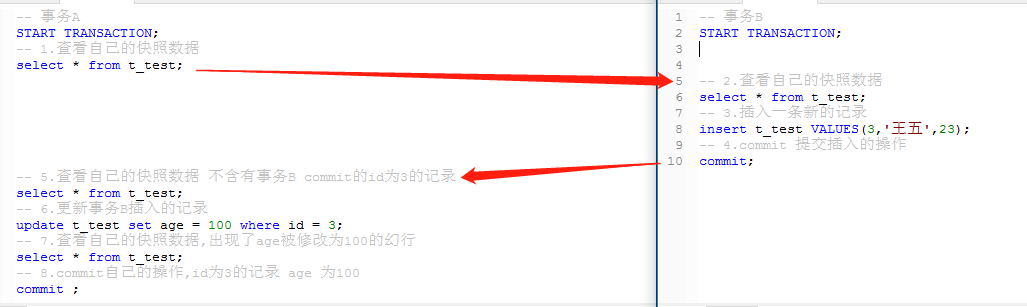 -- 事务A
START TRANSACTION;
-- 1.查看自己的快照数据
select * from t_test;
-- 5.查看自己的快照数据 不含有事务B commit的id为3的记录
select * from t_test;
-- 6.更新事务B插入的记录
update t_test set age = 100 where id = 3;
-- 7.查看自己的快照数据,出现了age被修改为100的幻行
select * from t_test;
-- 8.commit自己的操作,id为3的记录 age 为100
commit ;
1 -- 事务B
2 START TRANSACTION;
3
4
5 -- 2.查看自己的快照数据
6 select * from t_test;
7 -- 3.插入一条新的记录
8 insert t_test VALUES(3,'王五',23);
9 -- 4.commit 提交插入的操作
10 commit;